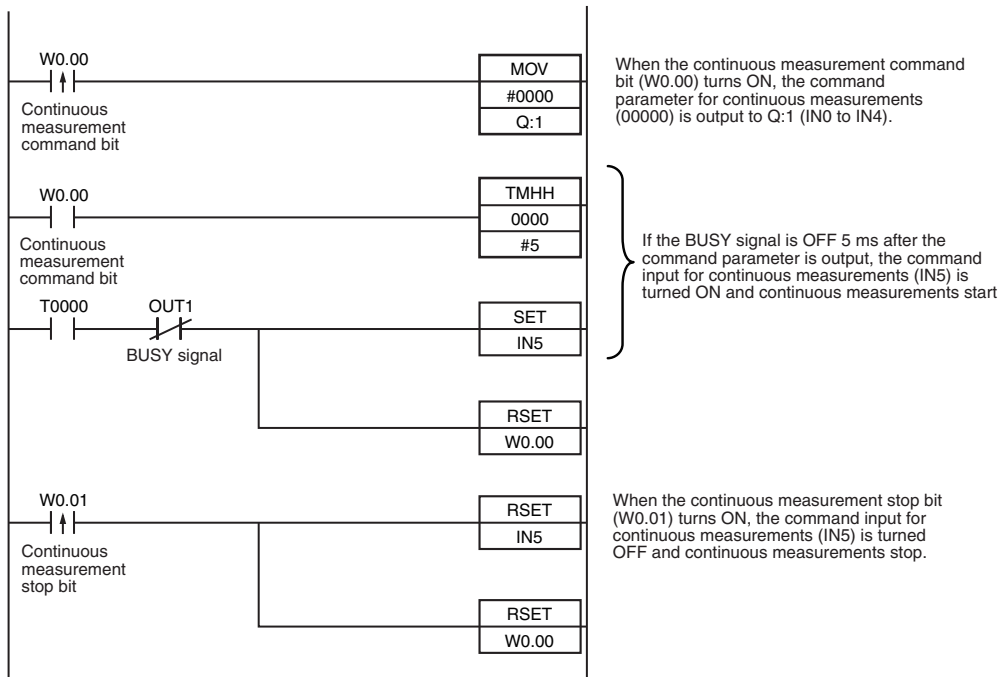 W0.00
Continuous
measurement
command bit
MOV
#0000
Q:1
When the continuous measurement command
bit (W0.00) turns ON, the command
parameter for continuous measurements
(00000) is output to Q:1 (IN0 to IN4).
W0.00
Continuous
measurement
command bit
TMHH
0000
#5
If the BUSY signal is OFF 5 ms after the
command parameter is output, the command
input for continuous measurements (IN5) is
turned ON and continuous measurements start
T0000
OUT1
BUSY signal
SET
IN5
RSET
W0.00
W0.01
Continuous
measurement
stop bit
RSET
IN5
When the continuous measurement stop bit
(W0.01) turns ON, the command input for
continuous measurements (IN5) is turned
OFF and continuous measurements stop.
RSET
W0.00